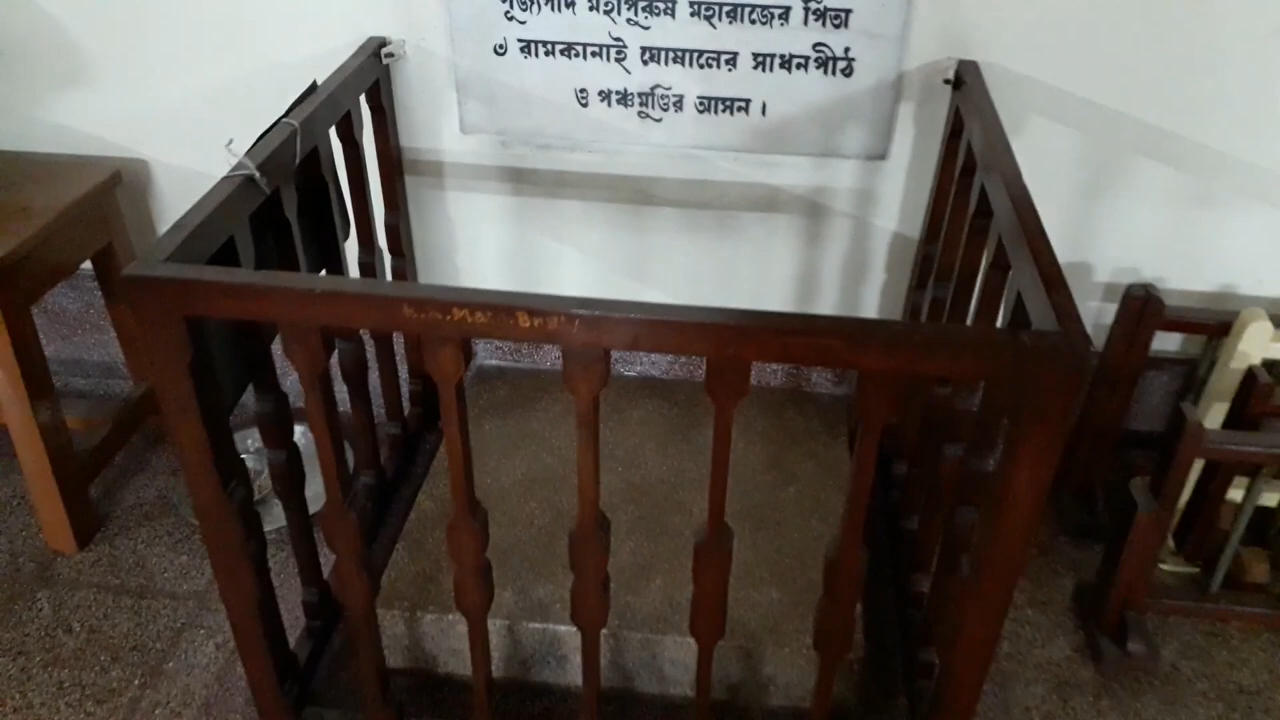 পূজ্যপাদ মহাপুরুষ মহারাজের পিতা
৺ রামকানাই ঘোষালের সাধনপীঠ
ও পঞ্চমুণ্ডির আসন।